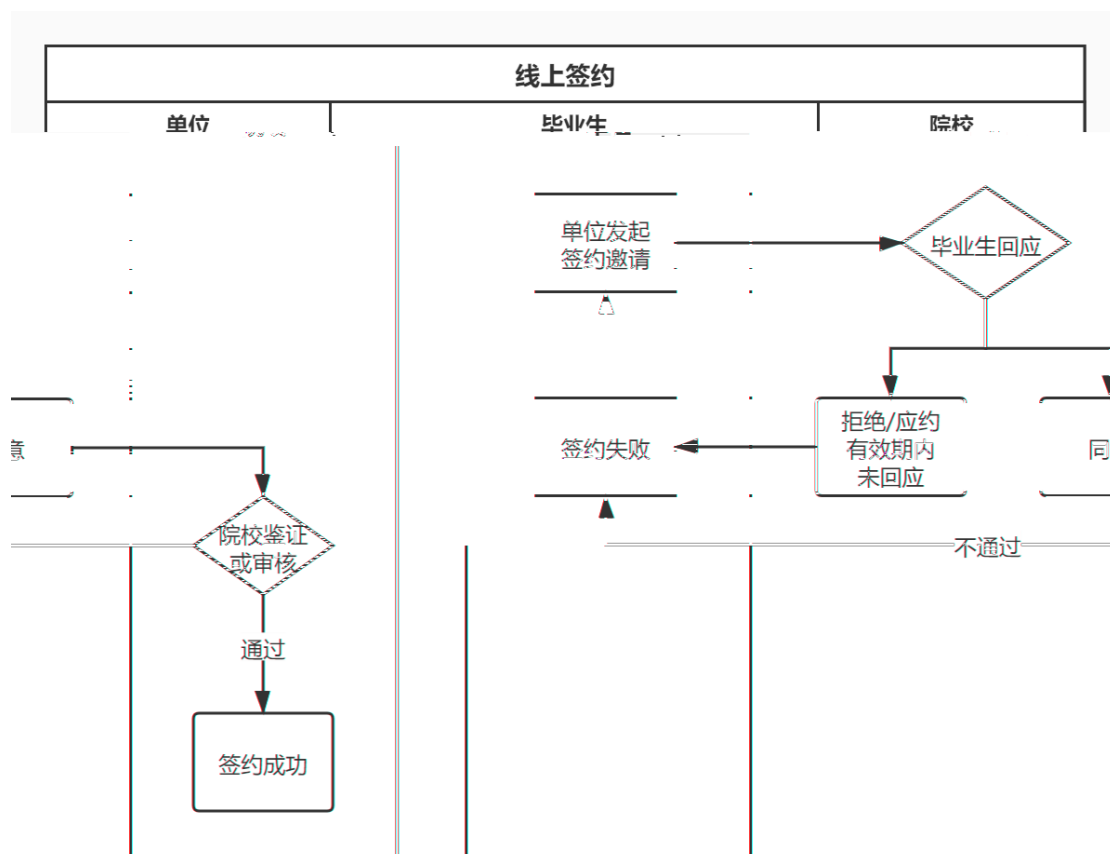 线上签约
单位
毕业生
院校
单位发起
签约邀请
毕业生回应
意
签约失败
拒绝/应约
有效期内
未回应
同
院校鉴证
或审核
不通过
通过
签约成功